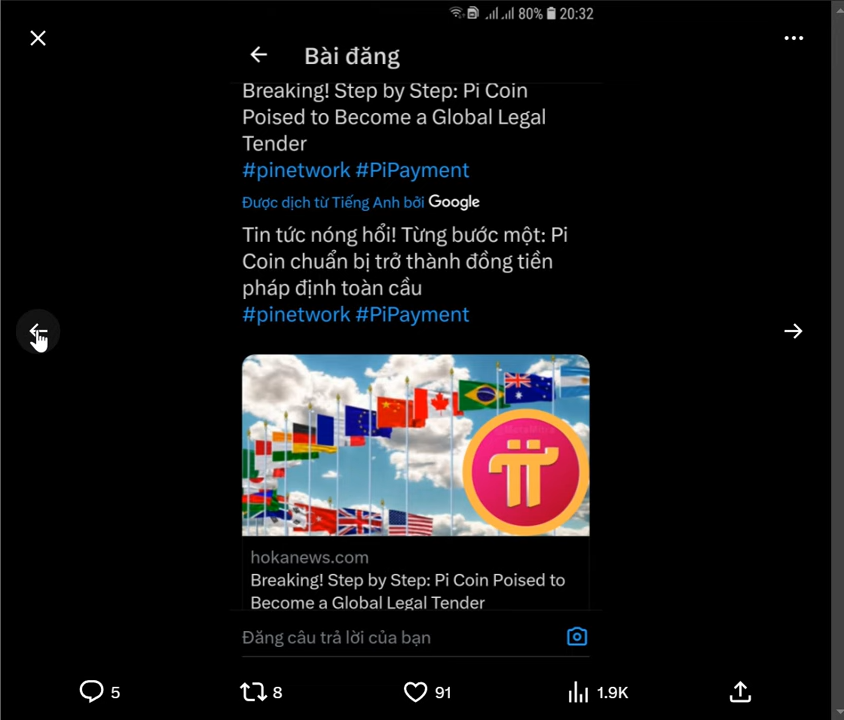 80% 20:32
Bài đăng
Breaking! Step by Step: Pi Coin
Poised to Become a Global Legal
Tender
#pinetwork #PiPayment
Được dịch từ Tiếng Anh bởi Google
Tin tức nóng hổi! Từng bước một: Pi
Coin chuẩn bị trở thành đồng tiền
pháp định toàn cầu
#pinetwork #PiPayment
hokanews.com
Breaking! Step by Step: Pi Coin Poised to
Become a Global Legal Tender
Đăng câu trả lời của bạn
5 8 91 1.9K